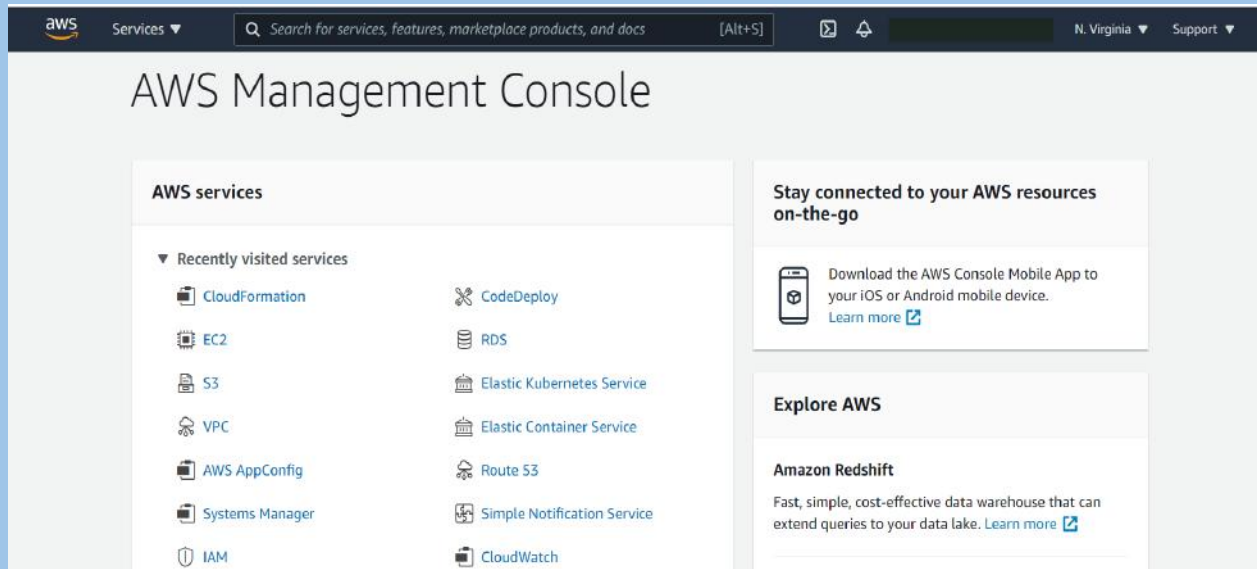 aws
Services ▼
Search for services, features, marketplace products, and docs
[Alt+S]
N. Virginia ▼
Support ▼
AWS Management Console
AWS services
▼ Recently visited services
CloudFormation
EC2
S3
VPC
AWS AppConfig
Systems Manager
IAM
CodeDeploy
RDS
Elastic Kubernetes Service
Elastic Container Service
Route 53
Simple Notification Service
CloudWatch
Stay connected to your AWS resources
on-the-go
Download the AWS Console Mobile App to
your iOS or Android mobile device.
Learn more
Explore AWS
Amazon Redshift
Fast, simple, cost-effective data warehouse that can
extend queries to your data lake. Learn more